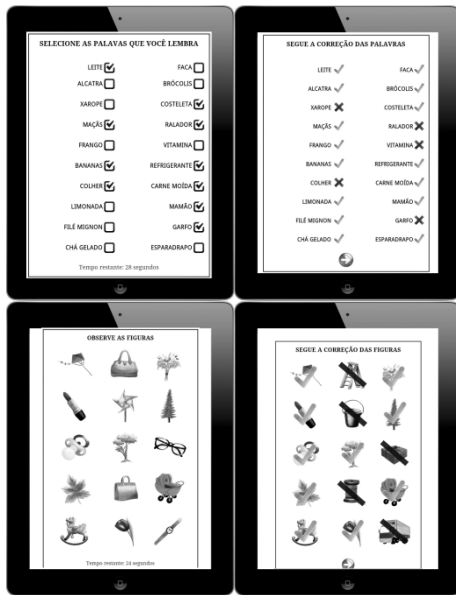 SELECIONE AS PALAVAS QUE VOCÊ LEMBRA
LEITE FACA
ALCATRA BRÓCOLIS
XAROPE COSTELETA
MAÇÃS RALADOR
FRANGO VITAMINA
BANANAS REFRIGERANTE
COLHER CARNE MOÍDA
LIMONADA MAMÃO
FILÉ MIGNON GARFO
CHÁ GELADO ESPARADRAPO
Tempo restante: 28 segundos
SEGUE A CORREÇÃO DAS PALAVRAS
LEITE FACA
ALCATRA BRÓCOLIS
XAROPE COSTELETA
MAÇÃS RALADOR
FRANGO VITAMINA
BANANAS REFRIGERANTE
COLHER CARNE MOÍDA
LIMONADA MAMÃO
FILÉ MIGNON GARFO
CHÁ GELADO ESPARADRAPO
OBSERVE AS FIGURAS
Tempo restante: 24 segundos
SEGUE A CORREÇÃO DAS FIGURAS